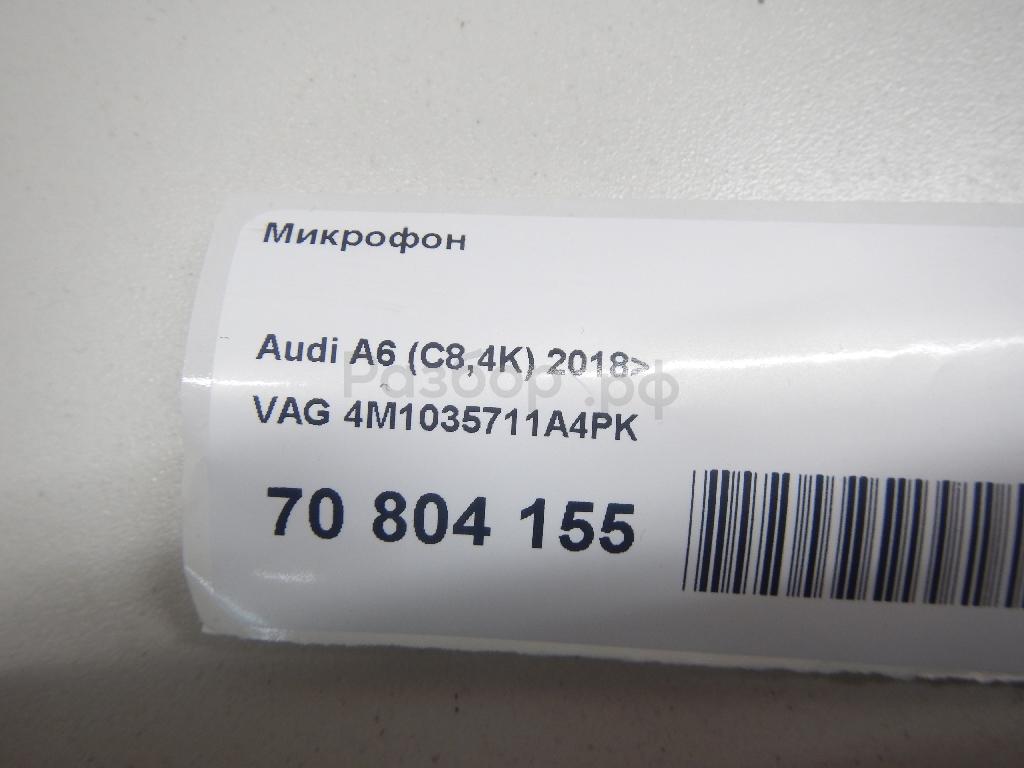 Микрофон
Audi A6 (C8,4K) 2018>
Разбор.рф
VAG 4M1035711A4PK
70 804 155